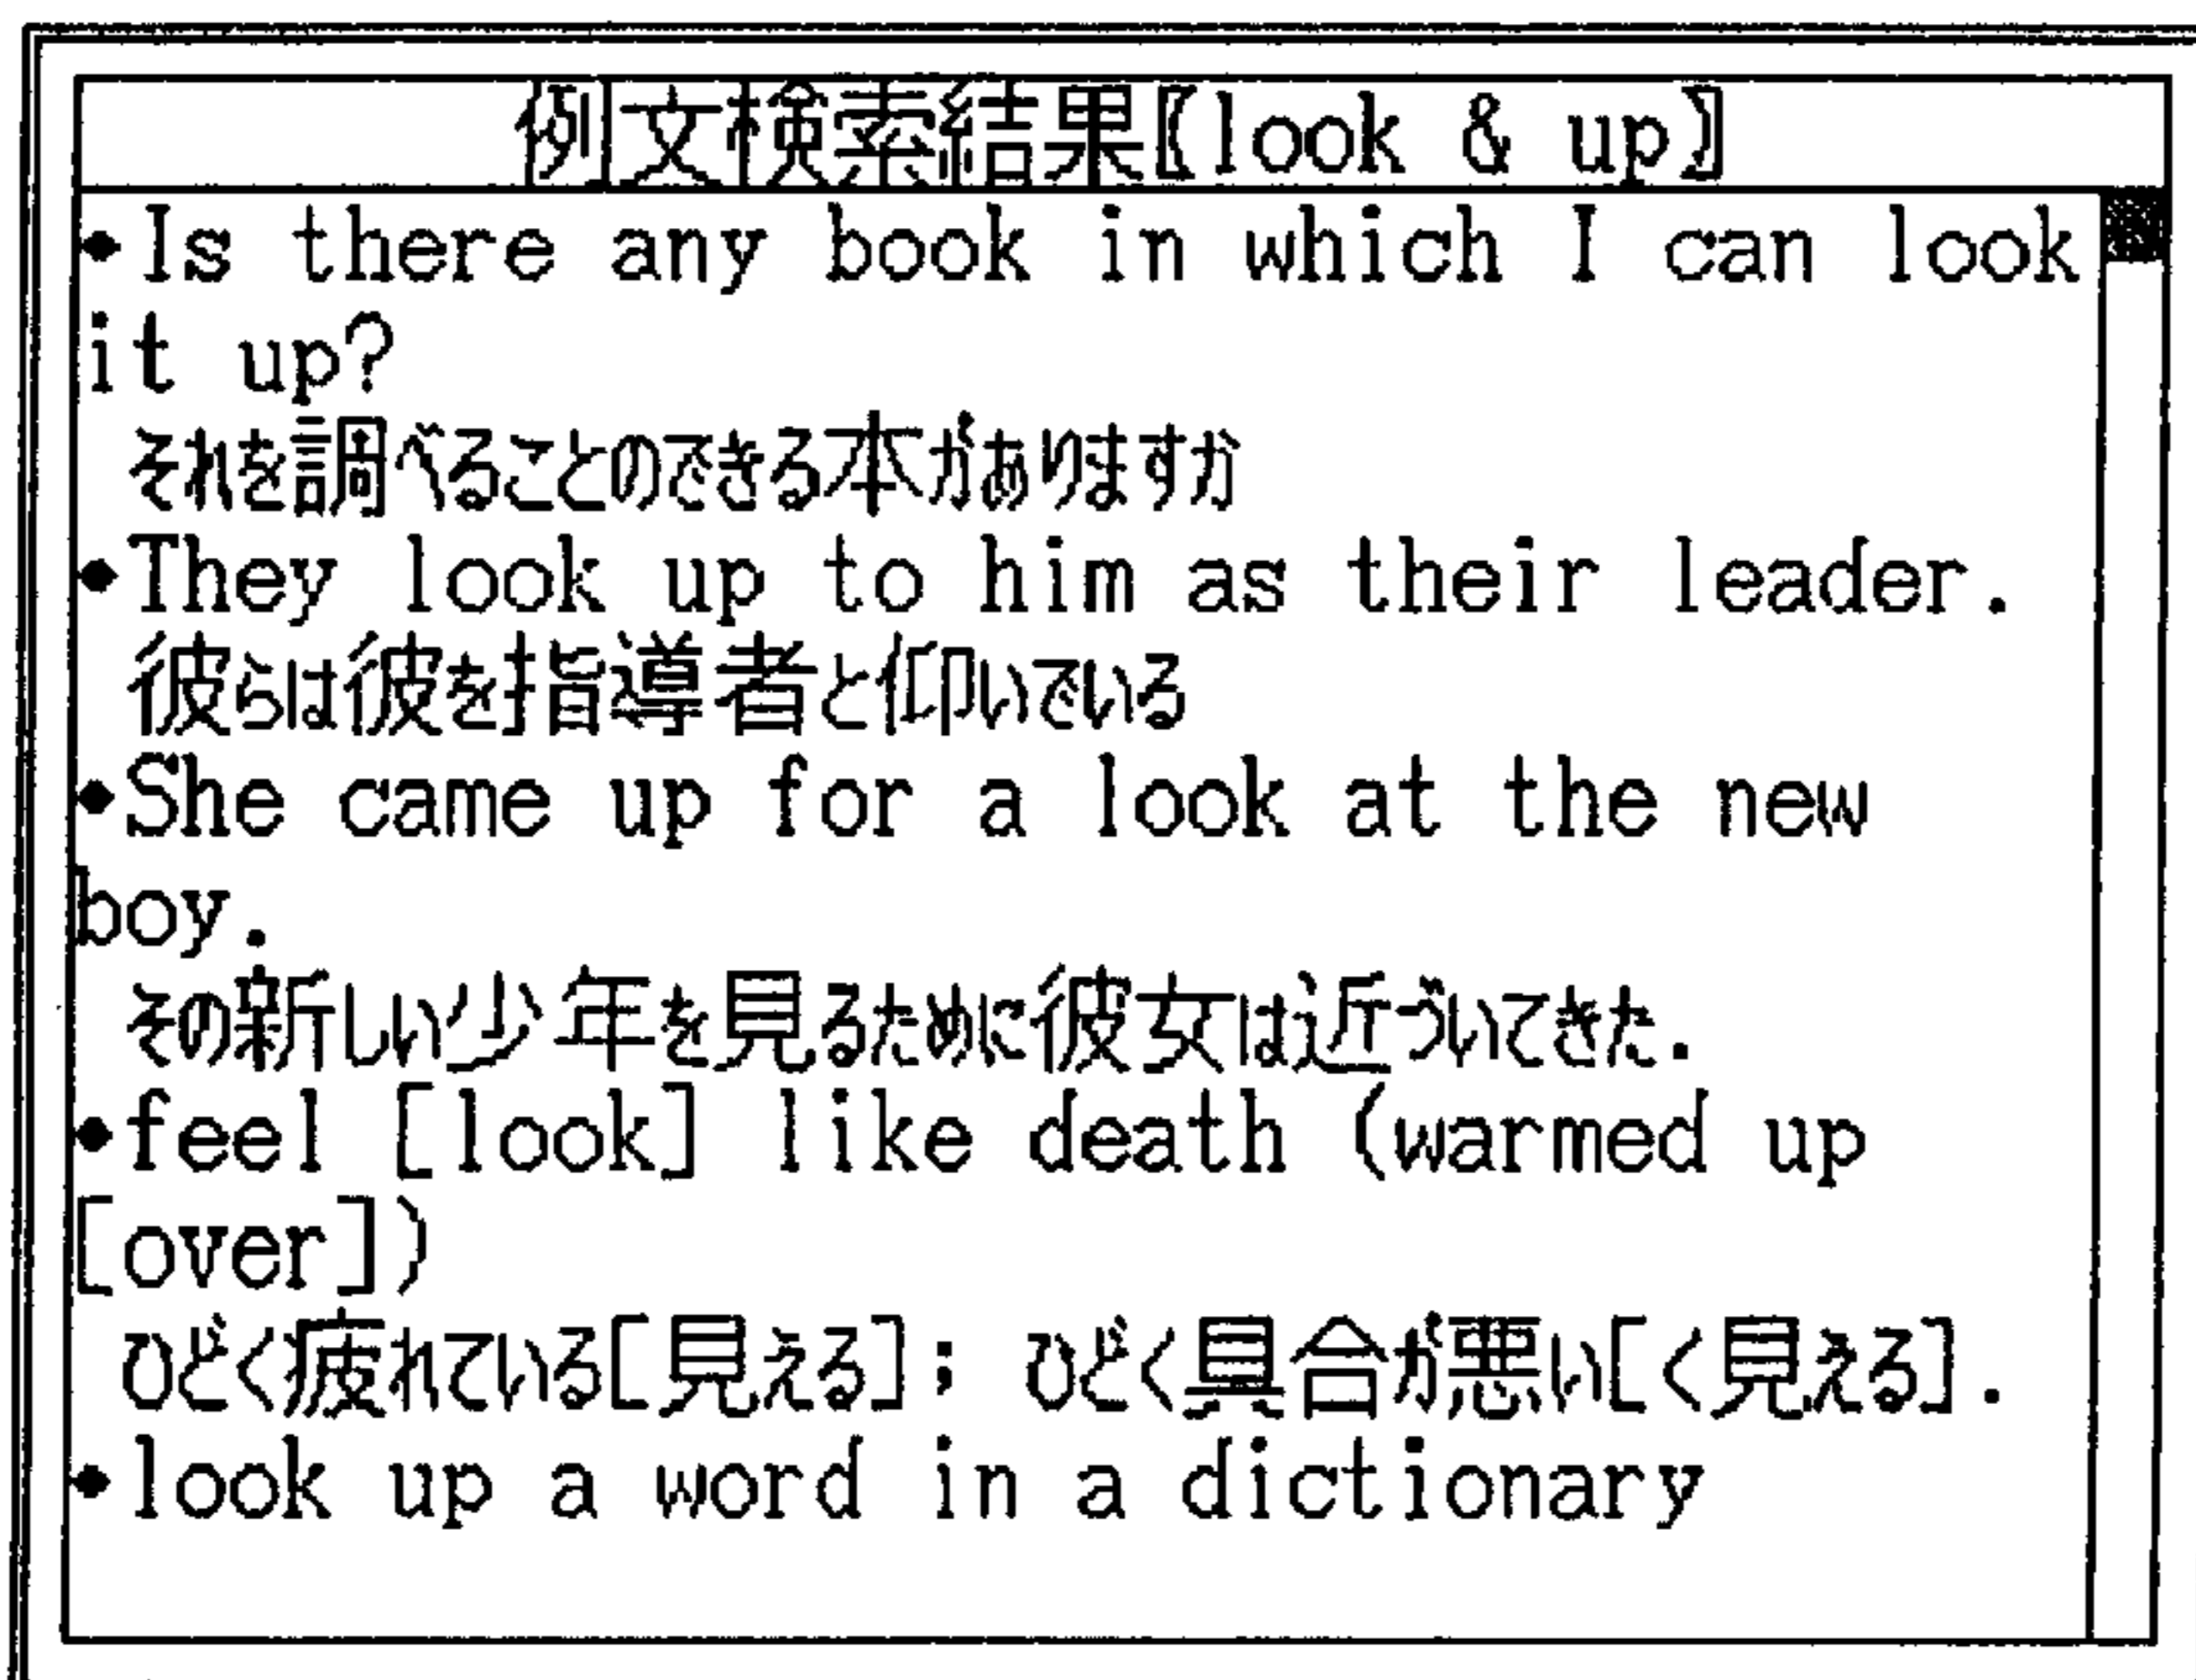 例文検索結果〖look & up〗
•Is there any book in which I can look
it up?
それを調べることのできる本がありますか
•They look up to him as their leader.
彼らは彼を指導者と仰いでいる
•She came up for a look at the new
boy.
その新しい少年を見るために彼女は近づいてきた.
•feel [look] like death (warmed up
[over])
ひどく疲れている[見える]; ひどく具合が悪い[く見える].
•look up a word in a dictionary